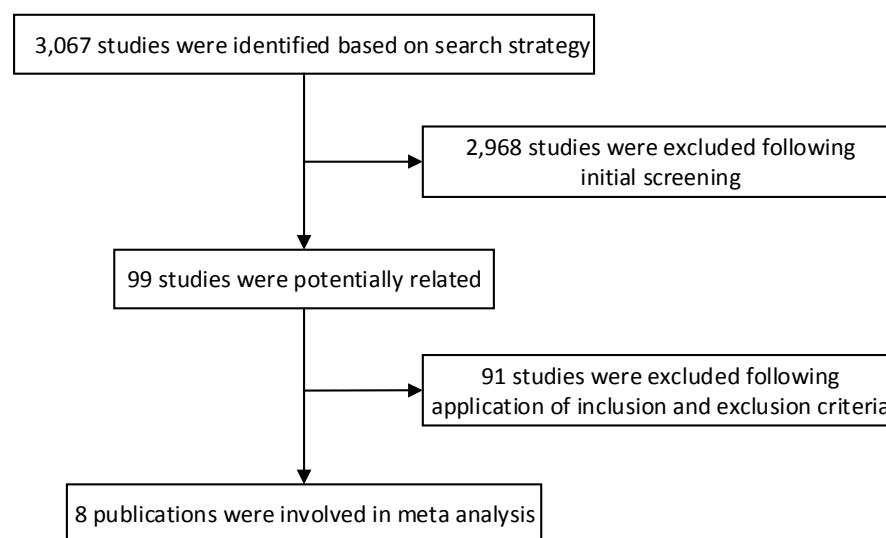 3,067 studies were identified based on search strategy
2,968 studies were excluded following
initial screening
99 studies were potentially related
91 studies were excluded following
application of inclusion and exclusion criteria
8 publications were involved in meta analysis